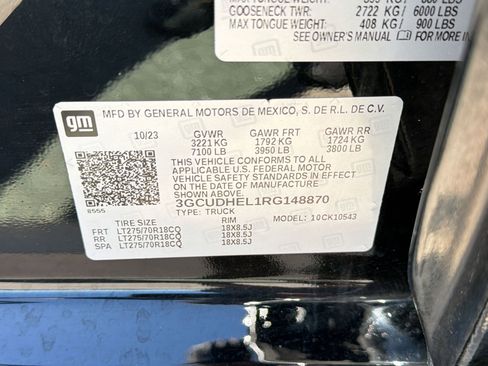 GOOSENECK TWR: 2722 KG/ 6000 LBS
MAX TONGUE WEIGHT: 408 KG/ 900 LBS
SEE OWNER'S MANUAL FOR MORE
gm
MFD BY GENERAL MOTORS DE MEXICO, S. DE R.L. DE C.V.
10/23 GVWR GAWR FRT GAWR RR
3221 KG 1792 KG 1724 KG
7100 LB 3950 LB 3800 LB
THIS VEHICLE CONFORMS TO ALL
APPLICABLE U.S. FEDERAL MOTOR
VEHICLE SAFETY STANDARDS IN
EFFECT ON THE DATE OF MANUFACTURE
SHOWN ABOVE.
8555
3GCUDHEL1RG148870
TYPE: TRUCK MODEL: 10CK10543
TIRE SIZE RIM
FRT LT275/70R18CQ 18X8.5J
RR LT275/70R18CQ 18X8.5J
SPA LT275/70R18CQ 18X8.5J